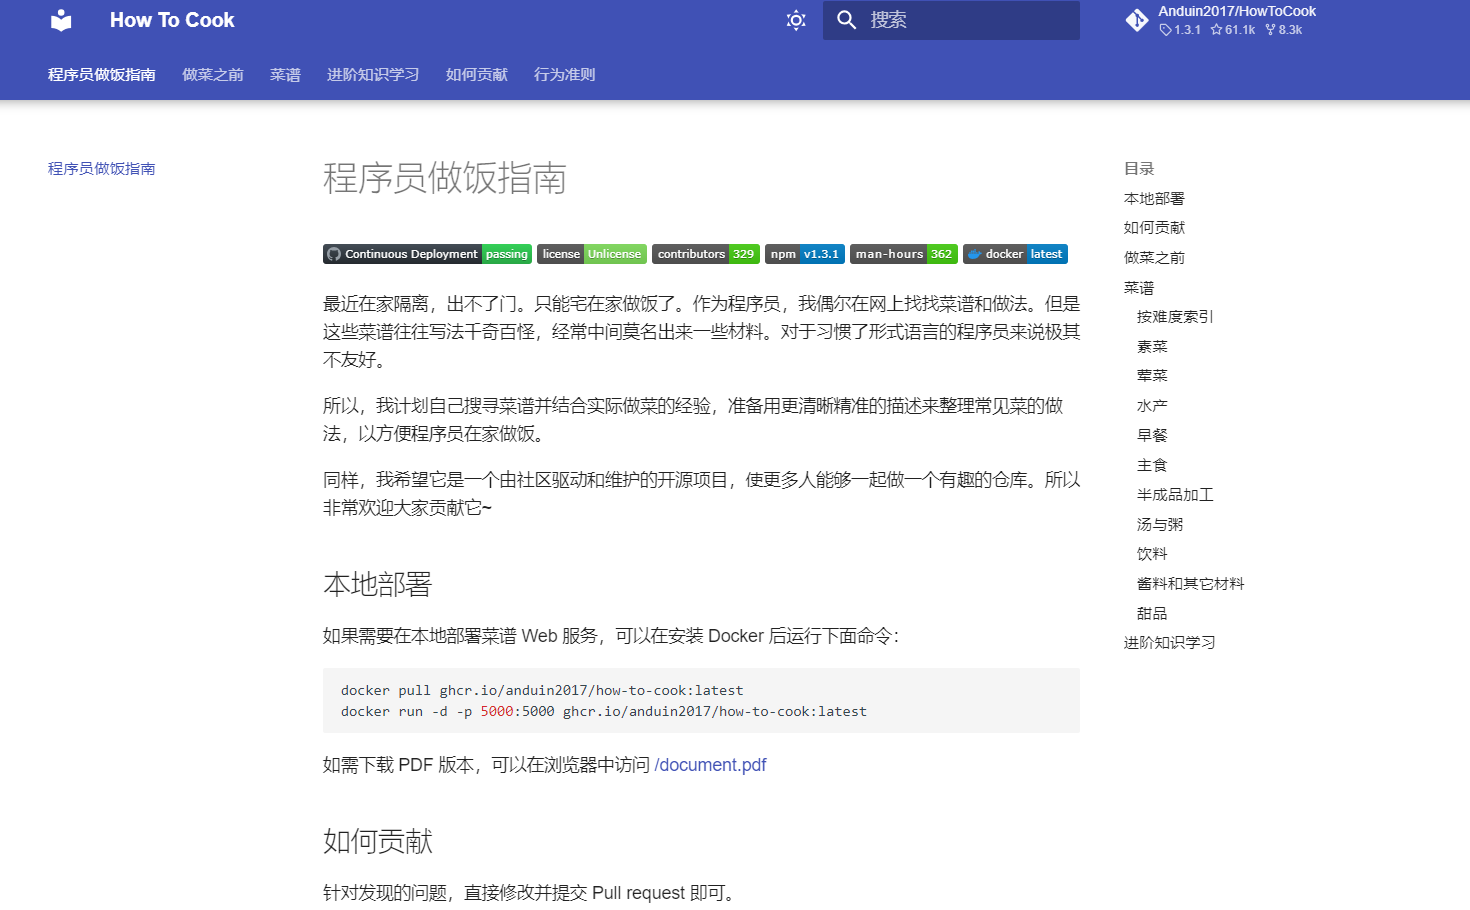 How To Cook
搜索
Anduin2017/HowToCook
1.3.1 61.1k 8.3k
程序员做饭指南 做菜之前 菜谱 进阶知识学习 如何贡献 行为准则
程序员做饭指南
程序员做饭指南
Continuous Deployment passing license Unlicense contributors 329 npm v1.3.1 man-hours 362 docker latest
最近在家隔离，出不了门。只能宅在家做饭了。作为程序员，我偶尔在网上找找菜谱和做法。但是
这些菜谱往往写法千奇百怪，经常中间莫名出来一些材料。对于习惯了形式语言的程序员来说极其
不友好。
所以，我计划自己搜寻菜谱并结合实际做菜的经验，准备用更清晰精准的描述来整理常见菜的做
法，以方便程序员在家做饭。
同样，我希望它是一个由社区驱动和维护的开源项目，使更多人能够一起做一个有趣的仓库。所以
非常欢迎大家贡献它~
本地部署
如果需要在本地部署菜谱 Web 服务，可以在安装 Docker 后运行下面命令：
docker pull ghcr.io/anduin2017/how-to-cook:latest
docker run -d -p 5000:5000 ghcr.io/anduin2017/how-to-cook:latest
如需下载 PDF 版本，可以在浏览器中访问 /document.pdf
如何贡献
针对发现的问题，直接修改并提交 Pull request 即可。
目录
本地部署
如何贡献
做菜之前
菜谱
按难度索引
素菜
荤菜
水产
早餐
主食
半成品加工
汤与粥
饮料
酱料和其它材料
甜品
进阶知识学习